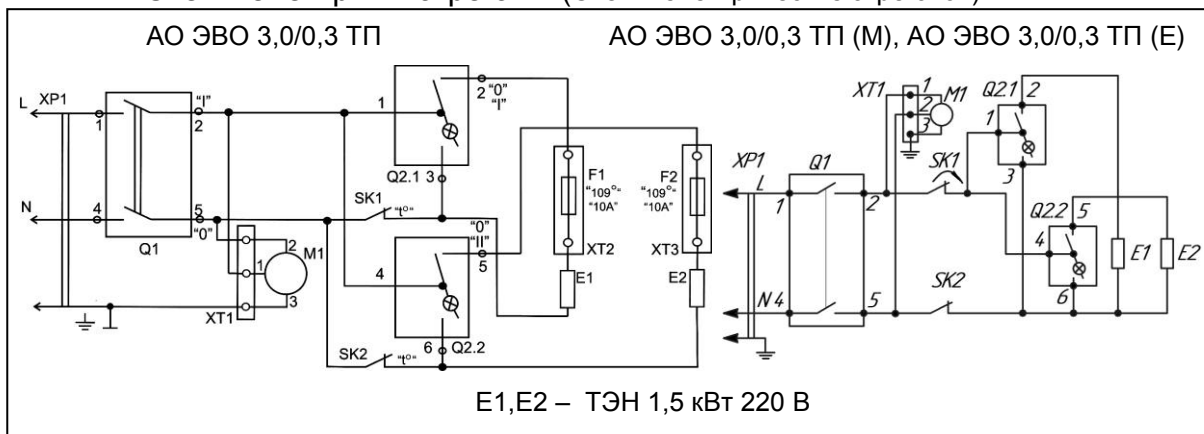 АО ЭВО 3,0/0,3 ТП
АО ЭВО 3,0/0,3 ТП (М), АО ЭВО 3,0/0,3 ТП (Е)
L XP1
1
"I"
2
N
4
5
"0"
Q1
1
2 "0"
"I"
Q2.1 3
SK1 "t°"
4
"0"
"II"
5
6 Q2.2
SK2 "t°"
2
1
3
M1
XT1
F1
"109°-
"10A"
XT2
E1
F2
"109°-
"10A"
XT3
E2
XT1
1
2
3
M1
Q2.1
2
1
3
XP1
L
1
Q1
2
SK1
Q2.2
5
4
6
N 4
5
SK2
E1
E2
E1,E2 – ТЭН 1,5 кВт 220 В